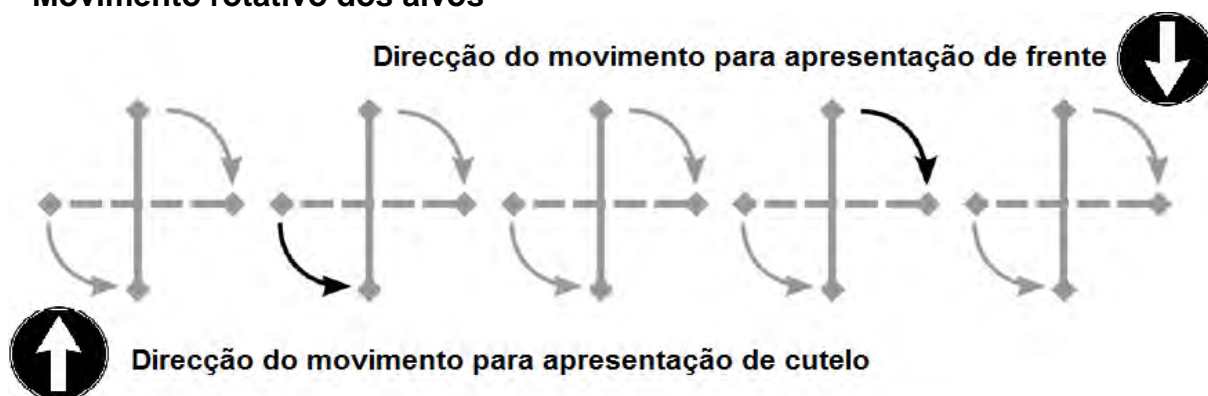 Movimento rotativo dos alvos
Direcção do movimento para apresentação de frente
Direcção do movimento para apresentação de cutelo